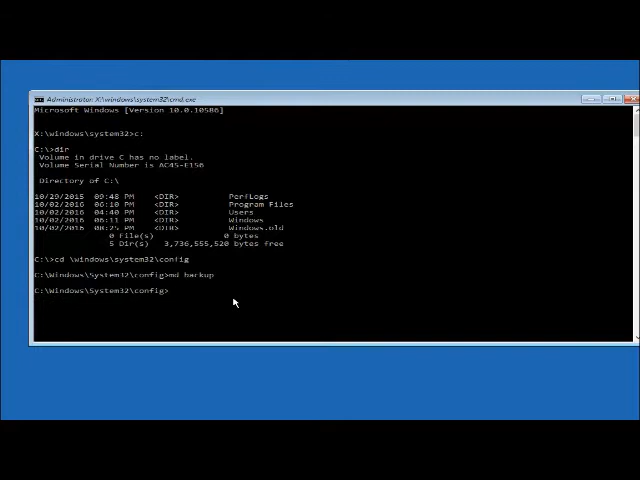 Administrator: X:\windows\system32\cmd.exe
Microsoft Windows [Version 10.0.10586]
X:\windows\system32>c:
C:\>dir
Volume in drive C has no label.
Volume Serial Number is AC45-E156
Directory of C:\
10/29/2015 09:48 PM <DIR> PerfLogs
10/02/2016 06:10 PM <DIR> Program Files
10/02/2016 04:40 PM <DIR> Users
10/02/2016 06:11 PM <DIR> Windows
10/02/2016 08:25 PM <DIR> Windows.old
0 File(s) 0 bytes
5 Dir(s) 3,736,555,520 bytes free
C:\>cd \windows\system32\config
C:\Windows\System32\config>md backup
C:\Windows\System32\config>